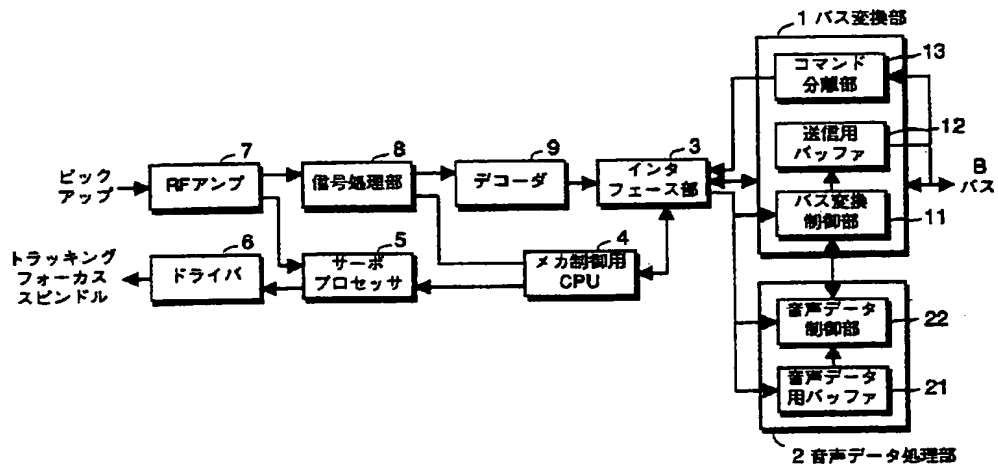 1 バス変換部
13
コマンド
分離部
12
送信用
バッファ
B
バス
バス変換
制御部
11
3
インタ
フェース部
9
デコーダ
8
信号処理部
7
RFアンプ
ピック
アップ
トラッキング
フォーカス
スピンドル
6
ドライバ
5
サーボ
プロセッサ
4
メカ制御用
CPU
音声データ
制御部
22
音声データ
用バッファ
21
2 音声データ処理部